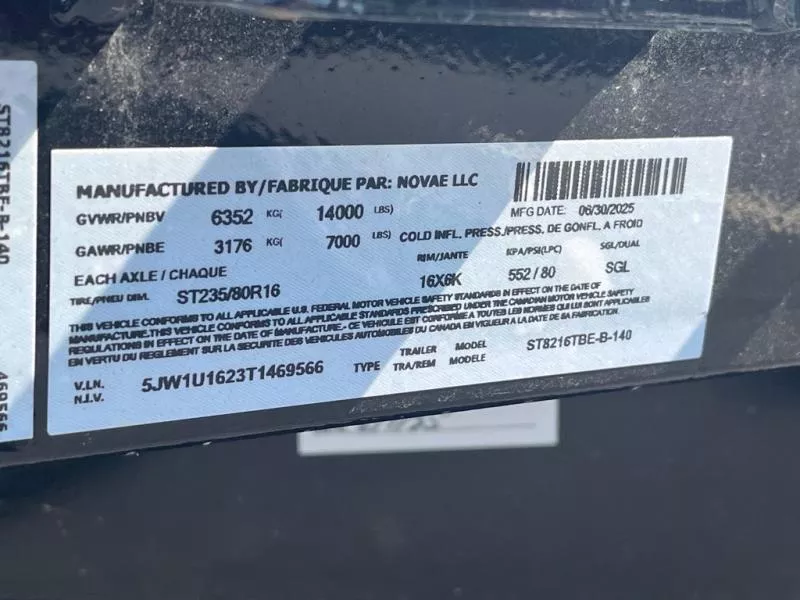 MANUFACTURED BY/FABRIQUE PAR: NOVAE LLC
GVWR/PNBV 6352 KG( 14000 LBS) MFG DATE: 06/30/2025
GAWR/PNBE 3176 KG( 7000 LBS) COLD INFL. PRESS/PRESS. DE GONFL. A FROID
EACH AXLE / CHAQUE RIM/JANTE KPA/PSI(LPC) SGL/DUAL
TIRE/PNEU DIM. ST235/80R16 16X6K 552 / 80 SGL
THIS VEHICLE CONFORMS TO ALL APPLICABLE U.S. FEDERAL MOTOR VEHICLE SAFETY STANDARDS IN EFFECT ON THE DATE OF
MANUFACTURE.THIS VEHICLE CONFORMS TO ALL APPLICABLE STANDARDS PRESCRIBED UNDER THE CANADIAN MOTOR VEHICLE SAFETY
REGULATIONS IN EFFECT ON THE DATE OF MANUFACTURE.- CE VEHICULE EST CONFORME A TOUTES LES NORMES QUI LUI SONT APPLICABLES
EN VERTU DU REGLEMENT SUR LA SECURITE DES VEHICULES AUTOMOBILES DU CANADA EN VIGUEUR A LA DATE DE SA FABRICATION.
V.I.N. 5JW1U1623T1469566 TYPE TRAILER MODEL ST8216TBE-B-140
N.I.V. TRA/REM MODELE
ST8216TBE-B-140
469566